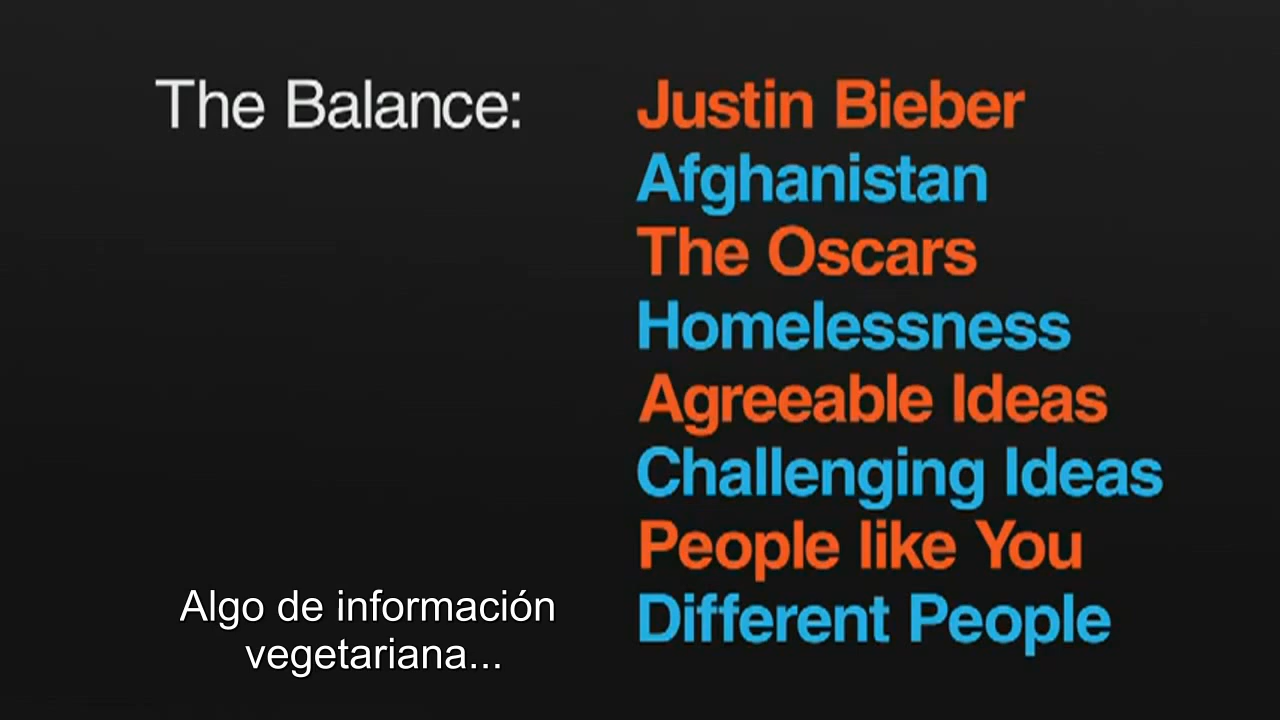 The Balance:
Justin Bieber
Afghanistan
The Oscars
Homelessness
Agreeable Ideas
Challenging Ideas
People like You
Different People
Algo de información
vegetariana...